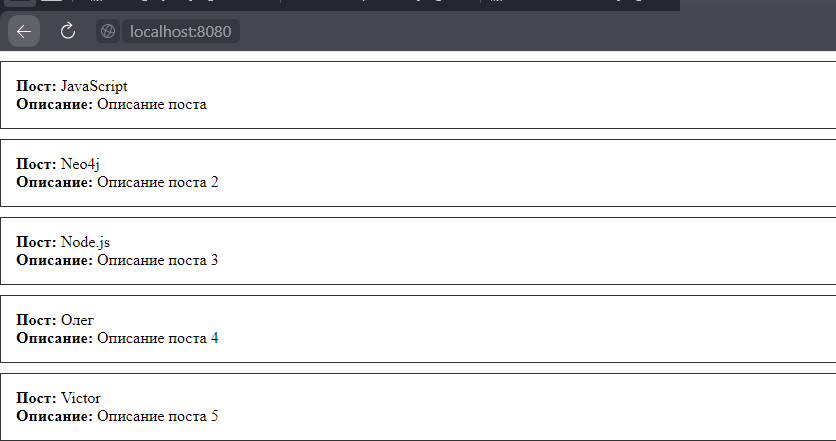 localhost:8080
Пост: JavaScript
Описание: Описание поста
Пост: Neo4j
Описание: Описание поста 2
Пост: Node.js
Описание: Описание поста 3
Пост: Олег
Описание: Описание поста 4
Пост: Victor
Описание: Описание поста 5